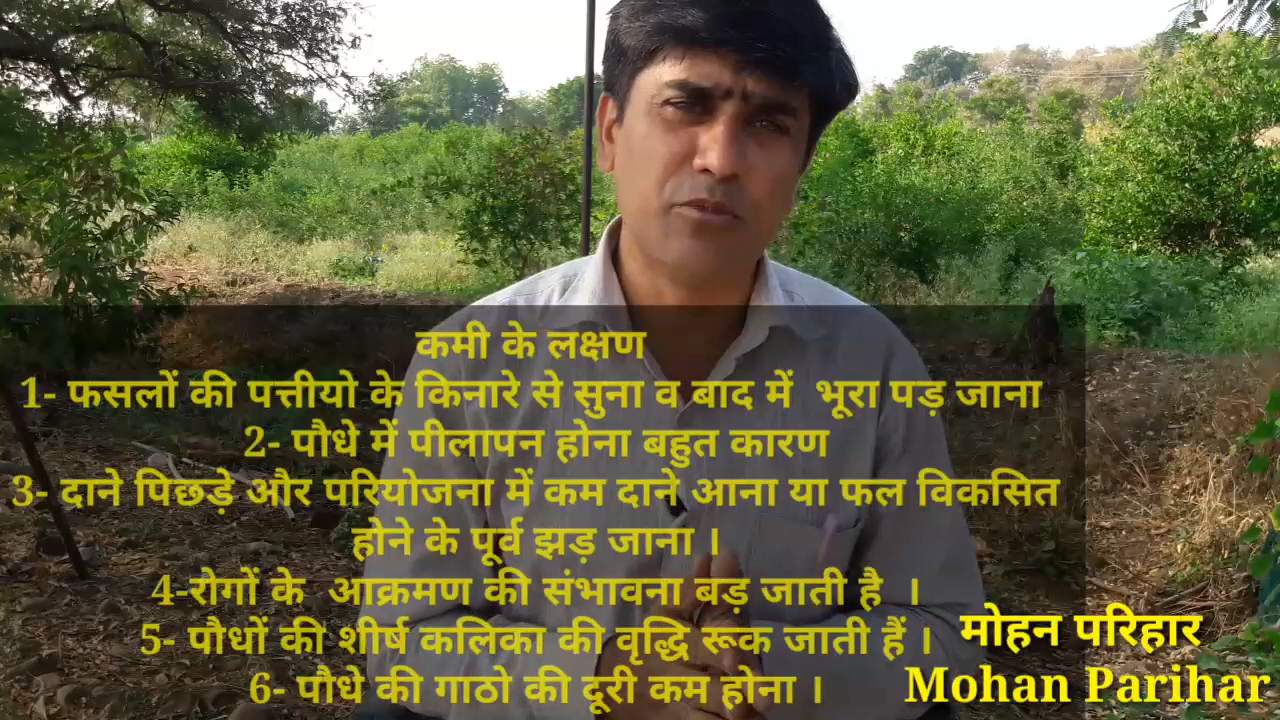 कमी के लक्षण
1- फसलों की पत्तीयो के किनारे से सुना व बाद में भूरा पड़ जाना
2- पौधे में पीलापन होना बहुत कारण
3- दाने पिछड़े और परियोजना में कम दाने आना या फल विकसित
होने के पूर्व झड़ जाना ।
4-रोगों के आक्रमण की संभावना बड़ जाती है ।
5- पौधों की शीर्ष कलिका की वृद्धि रूक जाती हैं ।
6- पौधे की गाठो की दूरी कम होना ।
मोहन परिहार
Mohan Parihar